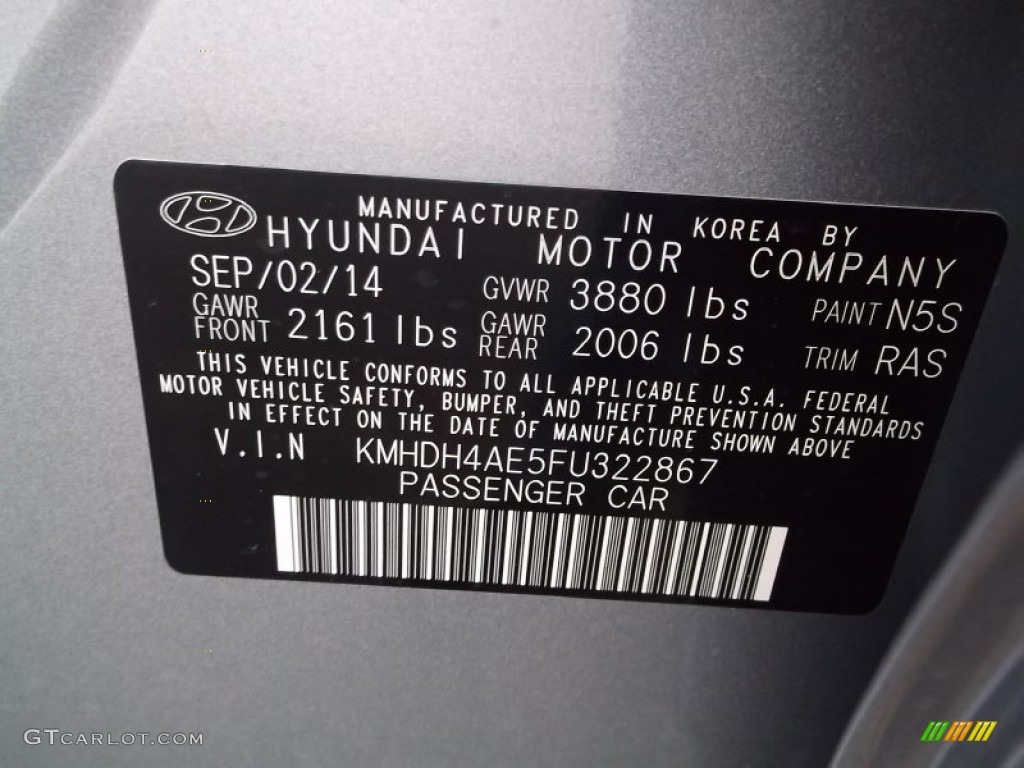 MANUFACTURED IN KOREA BY
HYUNDAI MOTOR COMPANY
SEP/02/14 GVWR 3880 lbs PAINT N5S
GAWR FRONT 2161 lbs GAWR REAR 2006 lbs TRIM RAS
THIS VEHICLE CONFORMS TO ALL APPLICABLE U.S.A. FEDERAL
MOTOR VEHICLE SAFETY, BUMPER, AND THEFT PREVENTION STANDARDS
IN EFFECT ON THE DATE OF MANUFACTURE SHOWN ABOVE
V.I.N KMHDH4AE5FU322867
PASSENGER CAR
GTCARLOT.COM